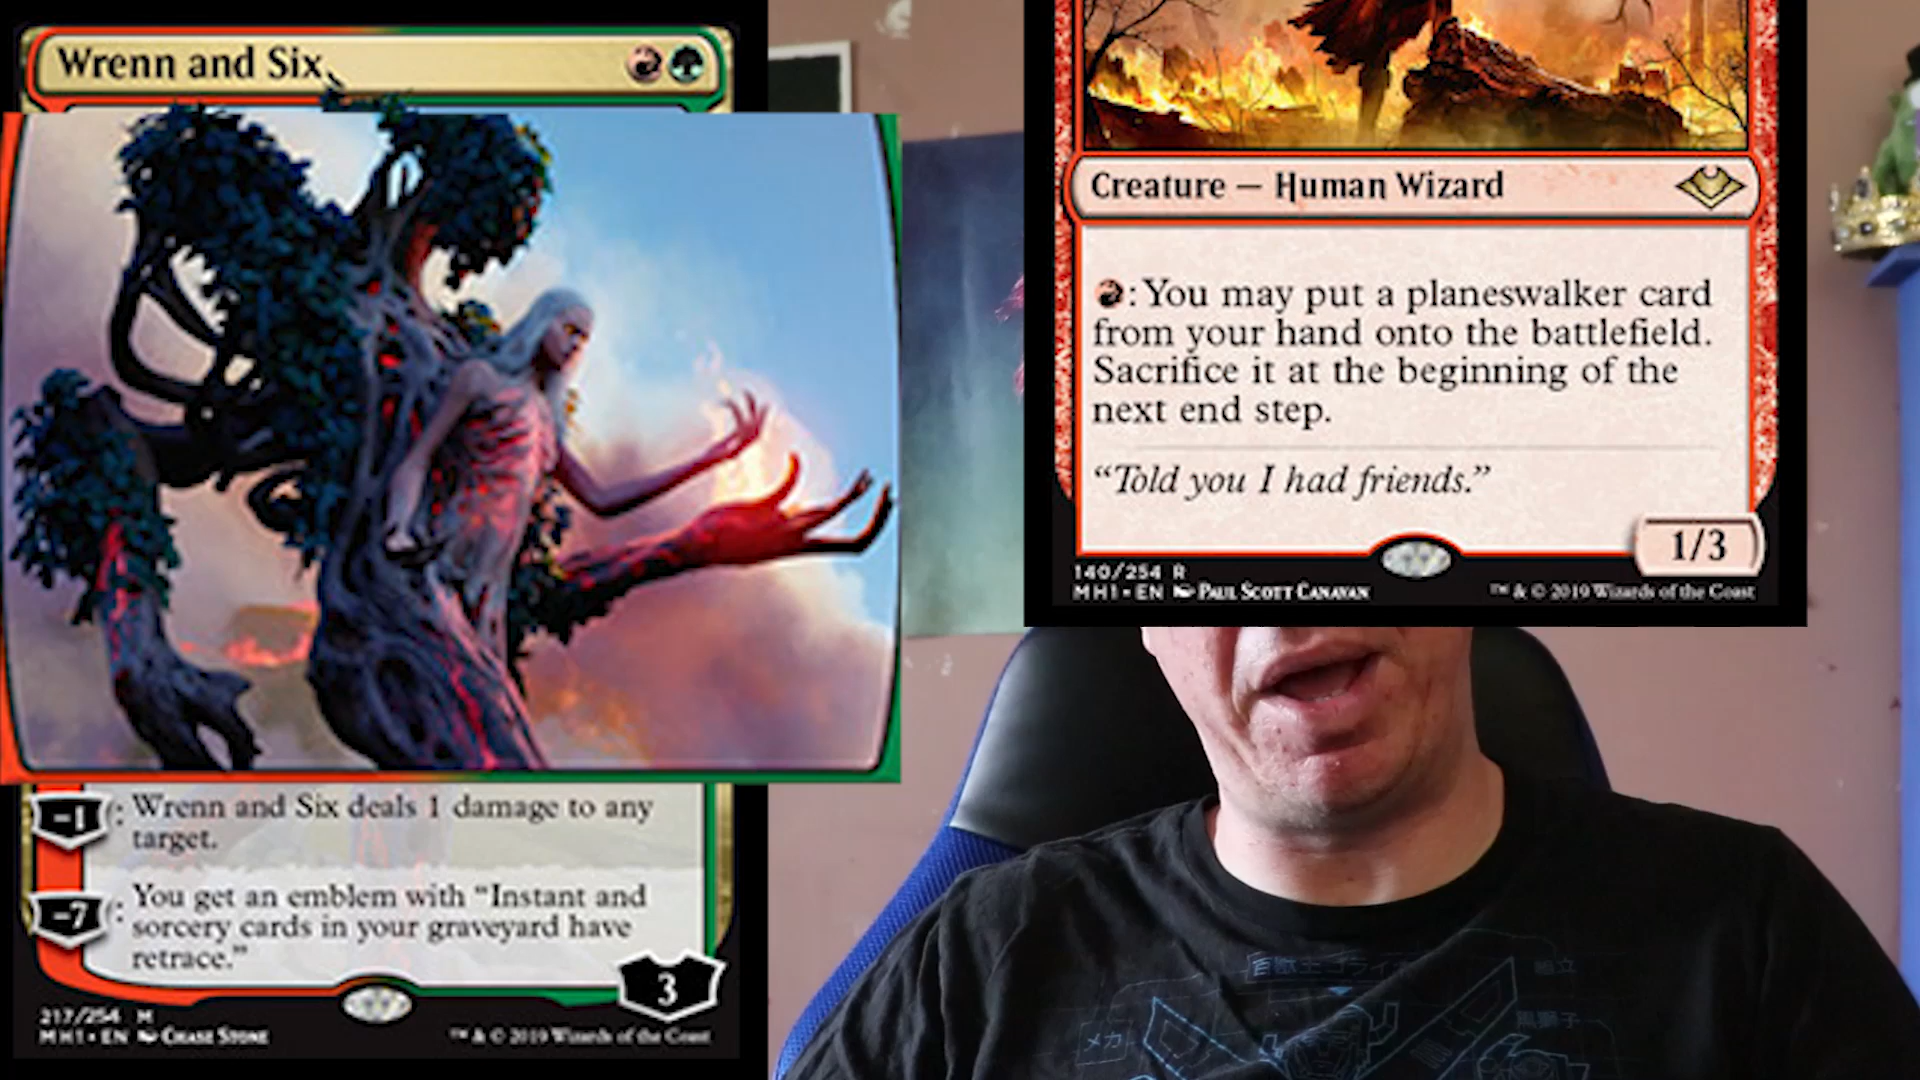 Wrenn and Six
−1: Wrenn and Six deals 1 damage to any
target.
−7: You get an emblem with “Instant and
sorcery cards in your graveyard have
retrace.”
3
217/254 M
MH1 • EN CHASE STONE
™ & © 2019 Wizards of the Coast
Creature — Human Wizard
: You may put a planeswalker card
from your hand onto the battlefield.
Sacrifice it at the beginning of the
next end step.
“Told you I had friends.”
1/3
140/254 R
MH1 • EN PAUL SCOTT CANAVAN
™ & © 2019 Wizards of the Coast
メカ